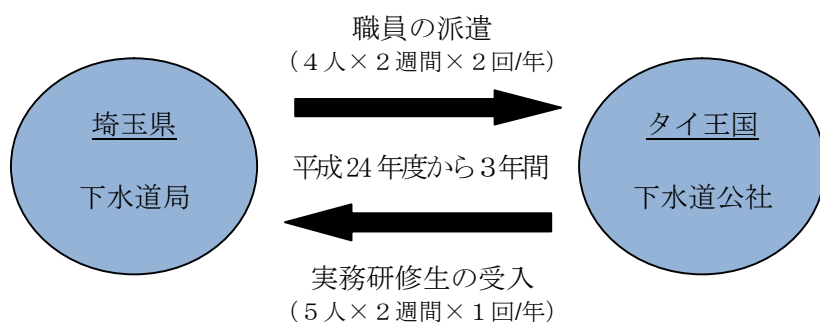 職員の派遣
（４人×２週間×２回/年）
埼玉県
下水道局
平成24年度から３年間
タイ王国
下水道公社
実務研修生の受入
（５人×２週間×１回/年）